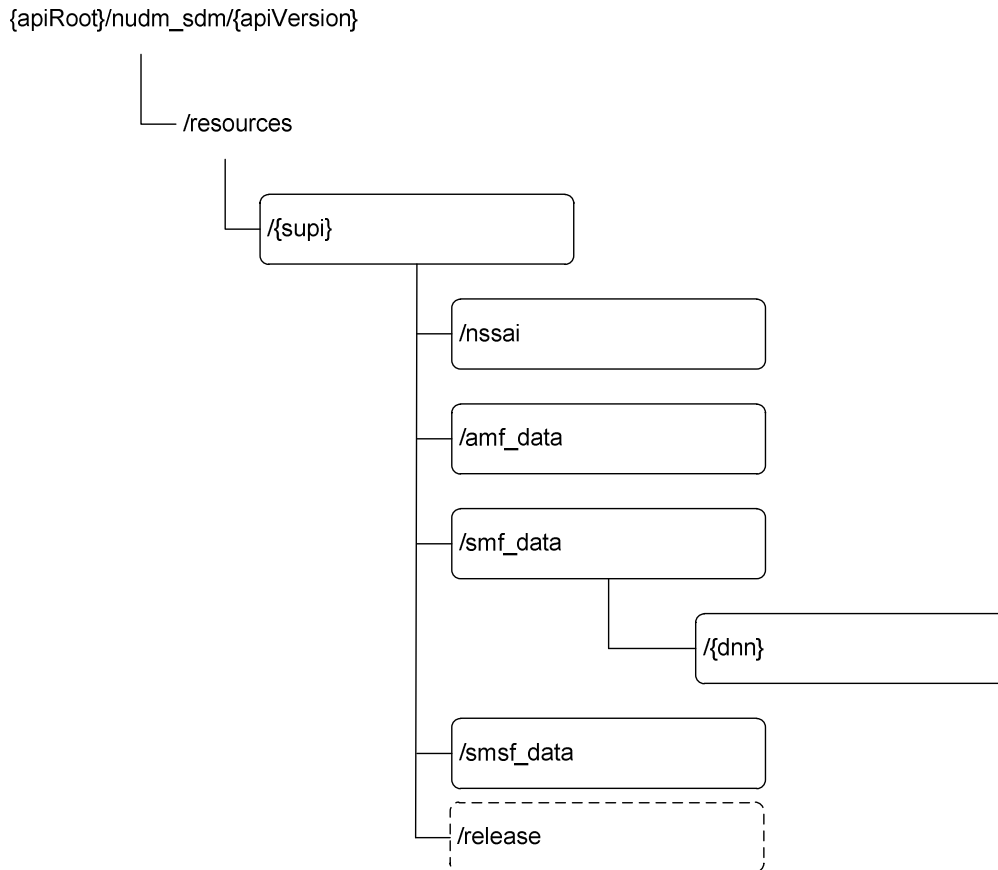 {apiRoot}/nudm_sdm/{apiVersion}
/resources
/{supi}
/nssai
/amf_data
/smf_data
/{dnn}
/smsf_data
/release